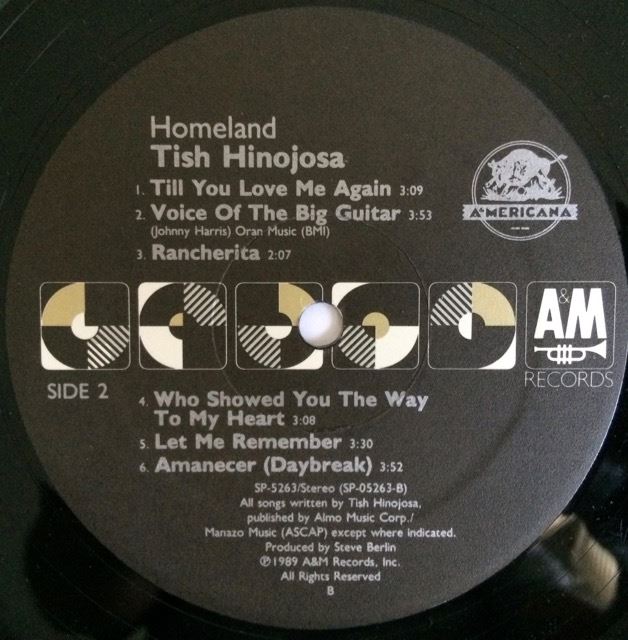 Homeland
Tish Hinojosa
1. Till You Love Me Again 3:09
2. Voice Of The Big Guitar 3:53
(Johnny Harris) Oran Music (BMI)
3. Rancherita 2:07
A*MERICANA
A&M
RECORDS
SIDE 2
4. Who Showed You The Way
To My Heart 3:08
5. Let Me Remember 3:30
6. Amanecer (Daybreak) 3:52
SP-5263/Stereo (SP-05263-B)
All songs written by Tish Hinojosa,
published by Almo Music Corp./
Manazo Music (ASCAP) except where indicated.
Produced by Steve Berlin
℗1989 A&M Records, Inc.
All Rights Reserved
B